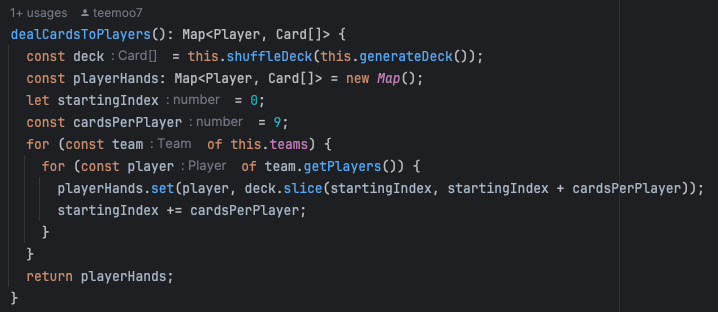 1+ usages teemoo7
dealCardsToPlayers(): Map<Player, Card[]> {
const deck : Card[] = this.shuffleDeck(this.generateDeck());
const playerHands: Map<Player, Card[]> = new Map();
let startingIndex : number = 0;
const cardsPerPlayer : number = 9;
for (const team : Team of this.teams) {
for (const player : Player of team.getPlayers()) {
playerHands.set(player, deck.slice(startingIndex, startingIndex + cardsPerPlayer));
startingIndex += cardsPerPlayer;
}
}
return playerHands;
}